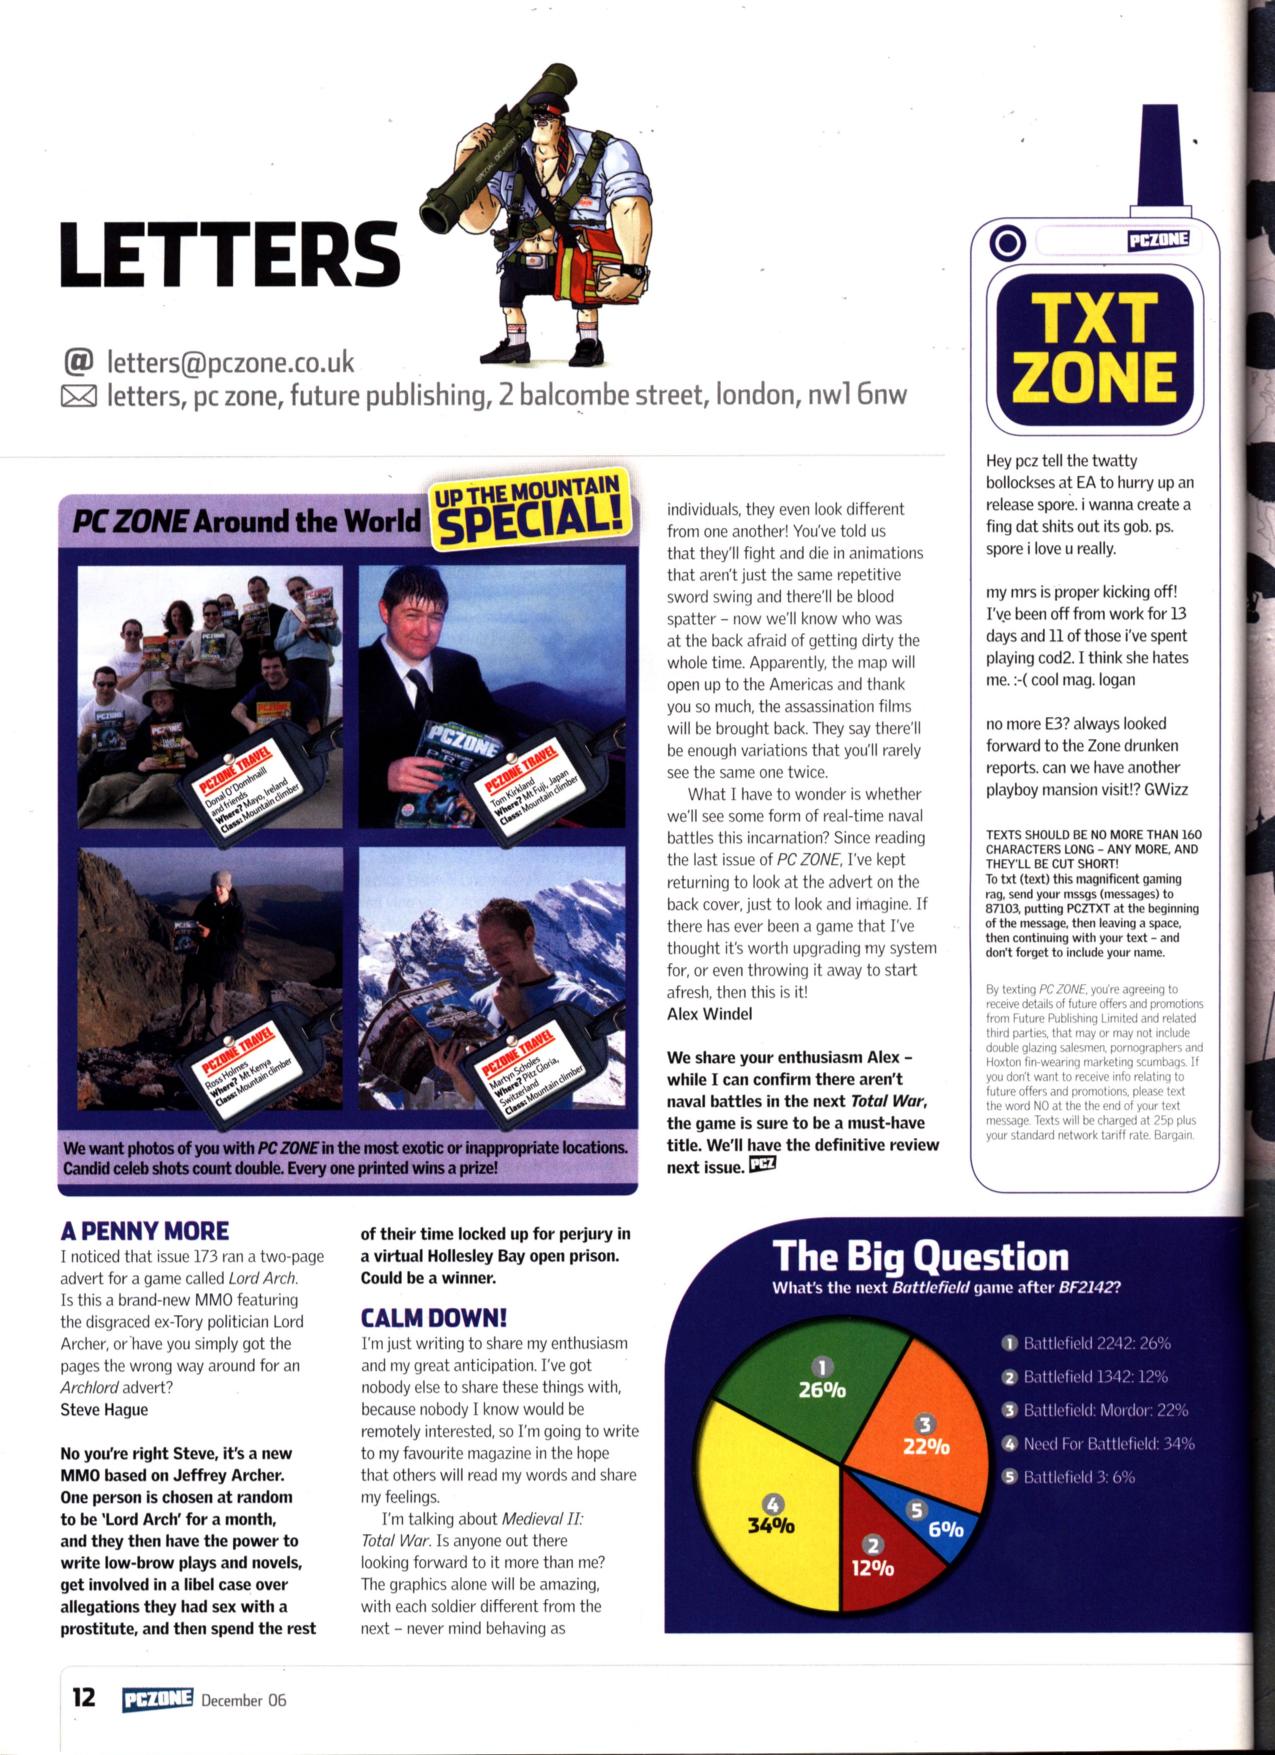 LETTERS
SPECIAL DELIVERY
@ letters@pczone.co.uk
letters, pc zone, future publishing, 2 balcombe street, london, nw1 6nw
PC ZONE Around the World
UP THE MOUNTAIN
SPECIAL!
PCZONE TRAVEL
Donal O'Domhnaill
and friends
Where? Mayo, Ireland
Class: Mountain climber
PCZONE
PCZONE TRAVEL
Tom Kirkland
Where? Mt Fuji, Japan
Class: Mountain climber
PCZONE TRAVEL
Ross Holmes
Where? Mt Kenya
Class: Mountain climber
PCZONE TRAVEL
Martyn Scholes
Where? Pitz Gloria,
Switzerland
Class: Mountain climber
We want photos of you with PC ZONE in the most exotic or inappropriate locations.
Candid celeb shots count double. Every one printed wins a prize!
A PENNY MORE
I noticed that issue 173 ran a two-page
advert for a game called Lord Arch.
Is this a brand-new MMO featuring
the disgraced ex-Tory politician Lord
Archer, or have you simply got the
pages the wrong way around for an
Archlord advert?
Steve Hague
No you're right Steve, it's a new
MMO based on Jeffrey Archer.
One person is chosen at random
to be 'Lord Arch' for a month,
and they then have the power to
write low-brow plays and novels,
get involved in a libel case over
allegations they had sex with a
prostitute, and then spend the rest
of their time locked up for perjury in
a virtual Hollesley Bay open prison.
Could be a winner.
CALM DOWN!
I'm just writing to share my enthusiasm
and my great anticipation. I've got
nobody else to share these things with,
because nobody I know would be
remotely interested, so I'm going to write
to my favourite magazine in the hope
that others will read my words and share
my feelings.
I'm talking about Medieval II:
Total War. Is anyone out there
looking forward to it more than me?
The graphics alone will be amazing,
with each soldier different from the
next – never mind behaving as
individuals, they even look different
from one another! You've told us
that they'll fight and die in animations
that aren't just the same repetitive
sword swing and there'll be blood
spatter – now we'll know who was
at the back afraid of getting dirty the
whole time. Apparently, the map will
open up to the Americas and thank
you so much, the assassination films
will be brought back. They say there'll
be enough variations that you'll rarely
see the same one twice.
What I have to wonder is whether
we'll see some form of real-time naval
battles this incarnation? Since reading
the last issue of PC ZONE, I've kept
returning to look at the advert on the
back cover, just to look and imagine. If
there has ever been a game that I've
thought it's worth upgrading my system
for, or even throwing it away to start
afresh, then this is it!
Alex Windel
We share your enthusiasm Alex –
while I can confirm there aren't
naval battles in the next Total War,
the game is sure to be a must-have
title. We'll have the definitive review
next issue. PCZ
PCZONE
TXT
ZONE
Hey pcz tell the twatty
bollockses at EA to hurry up an
release spore. i wanna create a
fing dat shits out its gob. ps.
spore i love u really.
my mrs is proper kicking off!
I've been off from work for 13
days and 11 of those i've spent
playing cod2. I think she hates
me. :-( cool mag. logan
no more E3? always looked
forward to the Zone drunken
reports. can we have another
playboy mansion visit!? GWizz
TEXTS SHOULD BE NO MORE THAN 160
CHARACTERS LONG – ANY MORE, AND
THEY'LL BE CUT SHORT!
To txt (text) this magnificent gaming
rag, send your mssgs (messages) to
87103, putting PCZTXT at the beginning
of the message, then leaving a space,
then continuing with your text – and
don't forget to include your name.
By texting PC ZONE, you're agreeing to
receive details of future offers and promotions
from Future Publishing Limited and related
third parties, that may or may not include
double glazing salesmen, pornographers and
Hoxton fin-wearing marketing scumbags. If
you don't want to receive info relating to
future offers and promotions, please text
the word NO at the the end of your text
message. Texts will be charged at 25p plus
your standard network tariff rate. Bargain.
The Big Question
What's the next Battlefield game after BF2142?
1
26%
3
22%
4
34%
5
6%
2
12%
1 Battlefield 2242: 26%
2 Battlefield 1342: 12%
3 Battlefield: Mordor: 22%
4 Need For Battlefield: 34%
5 Battlefield 3: 6%
12 PCZONE December 06